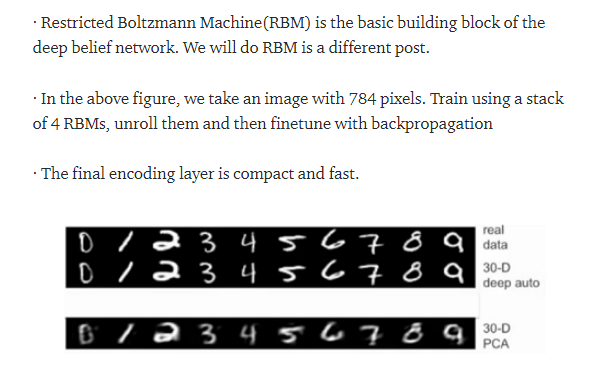 · Restricted Boltzmann Machine(RBM) is the basic building block of the
deep belief network. We will do RBM is a different post.
· In the above figure, we take an image with 784 pixels. Train using a stack
of 4 RBMs, unroll them and then finetune with backpropagation
· The final encoding layer is compact and fast.
0 1 2 3 4 5 6 7 8 9 real
data
0 1 2 3 4 5 6 7 8 9 30-D
deep auto
0 1 2 3 4 5 6 7 8 9 30-D
PCA